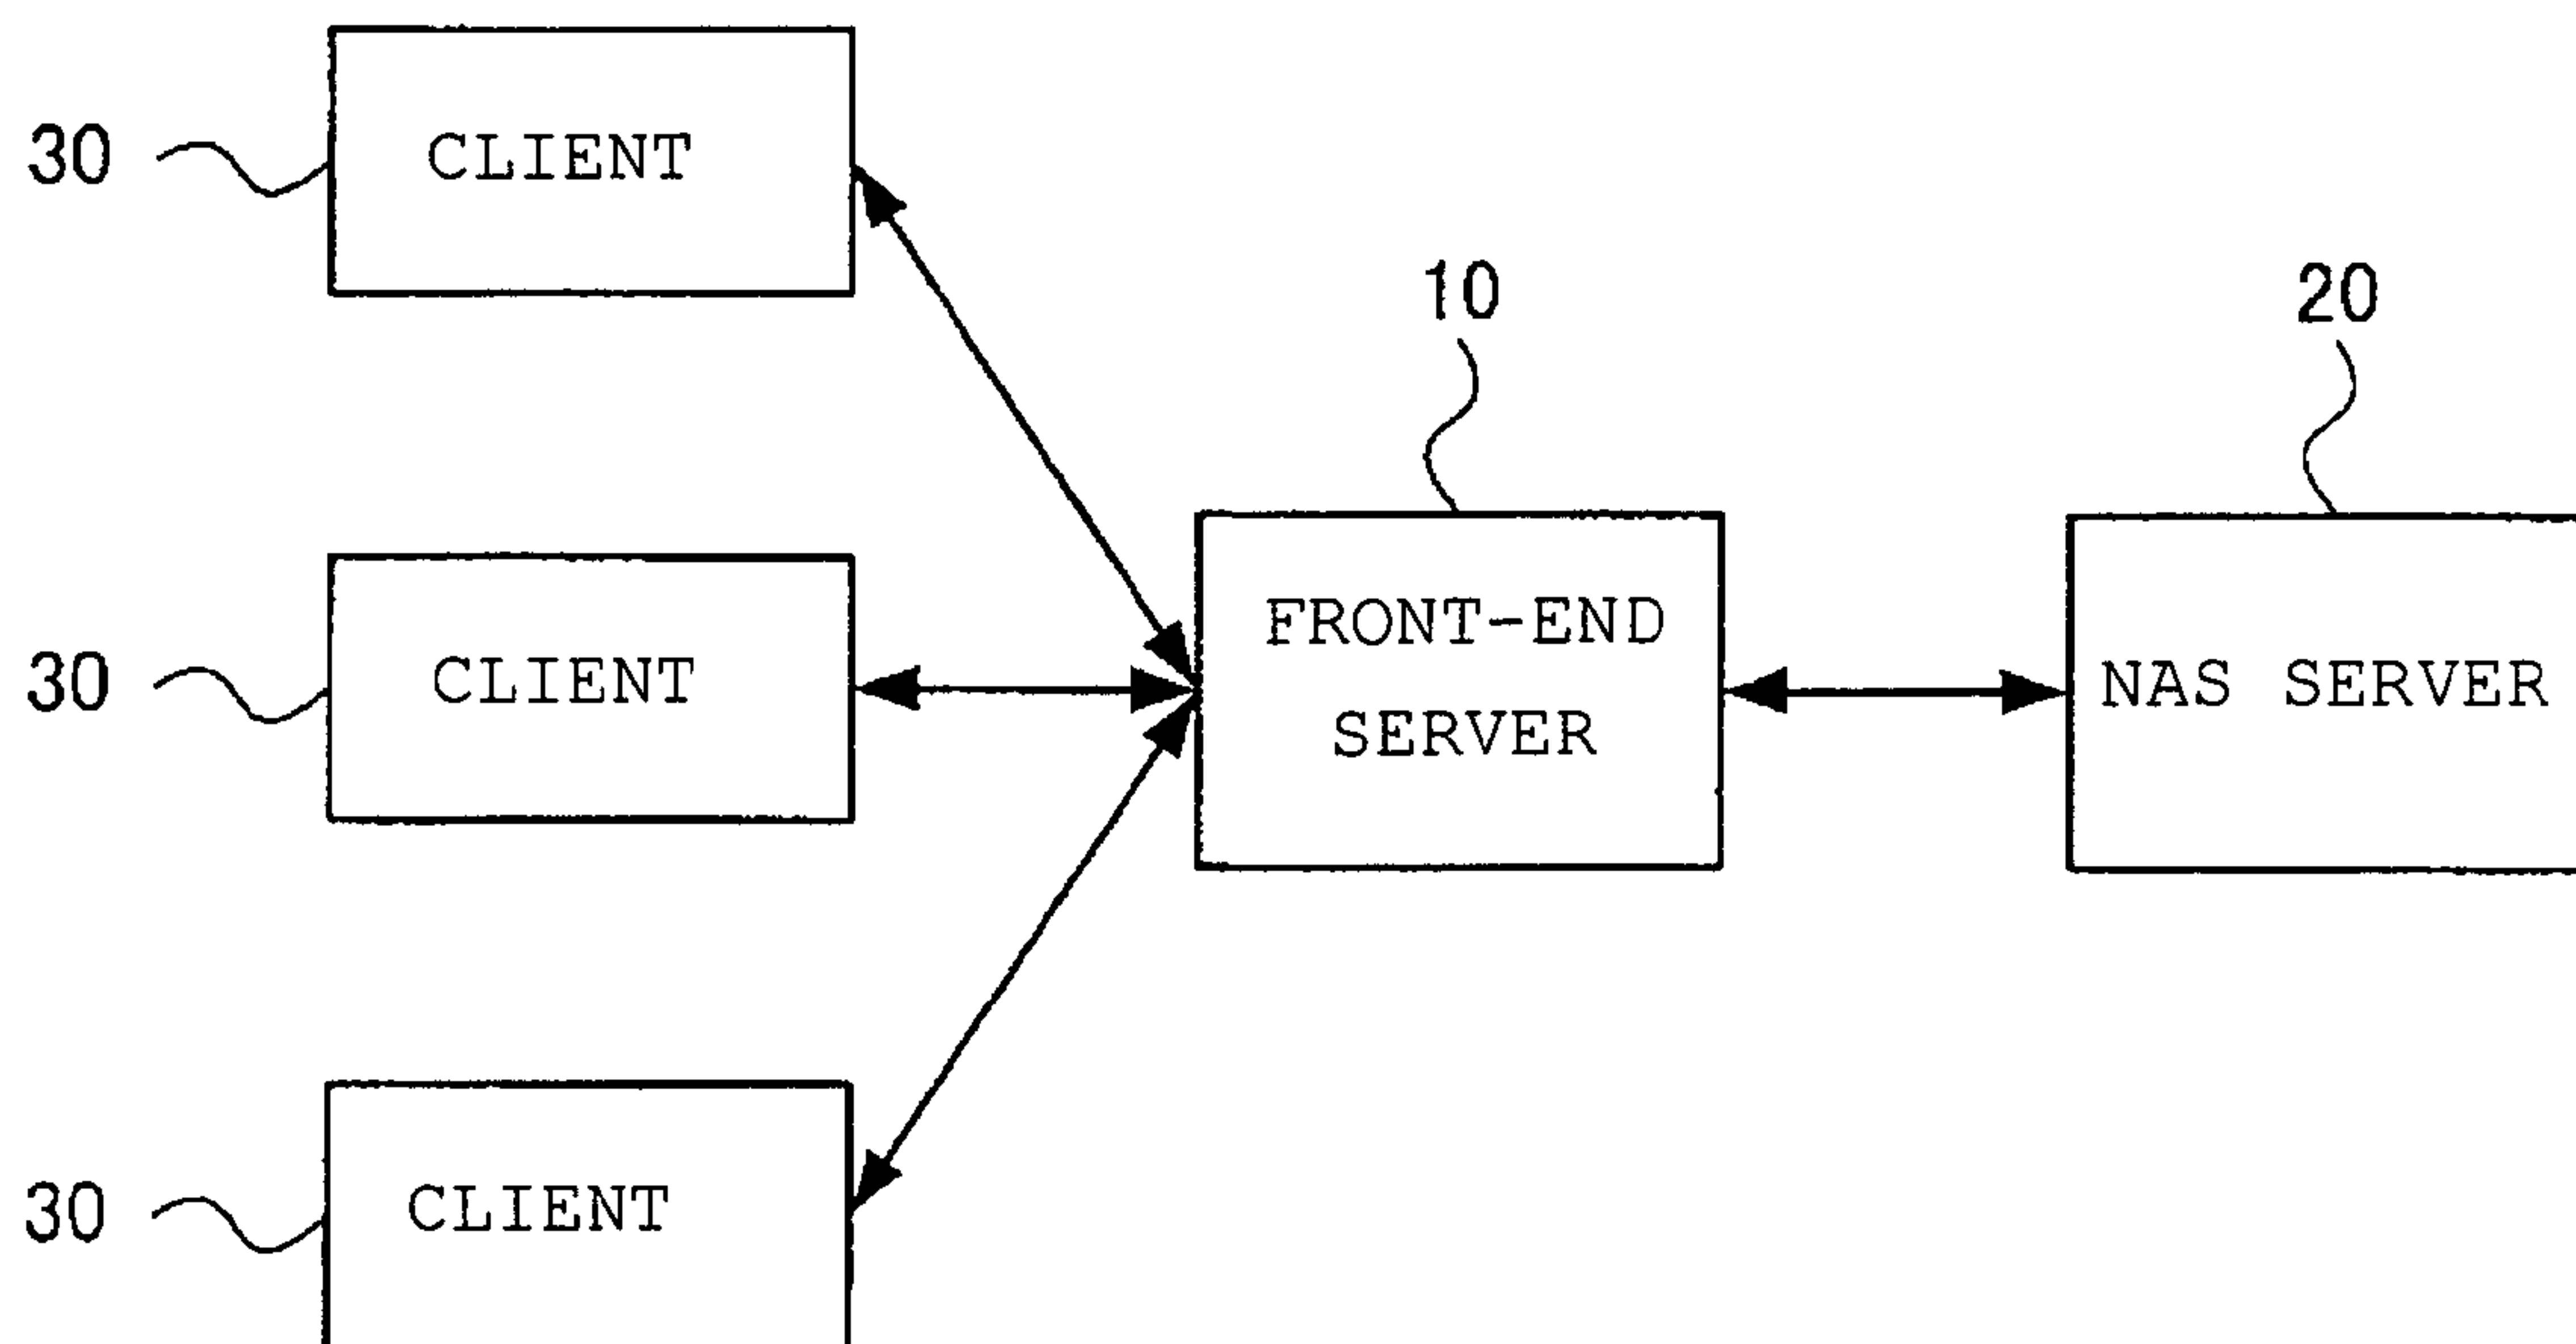 30
CLIENT
10
20
30
CLIENT
FRONT-END
SERVER
NAS SERVER
30
CLIENT